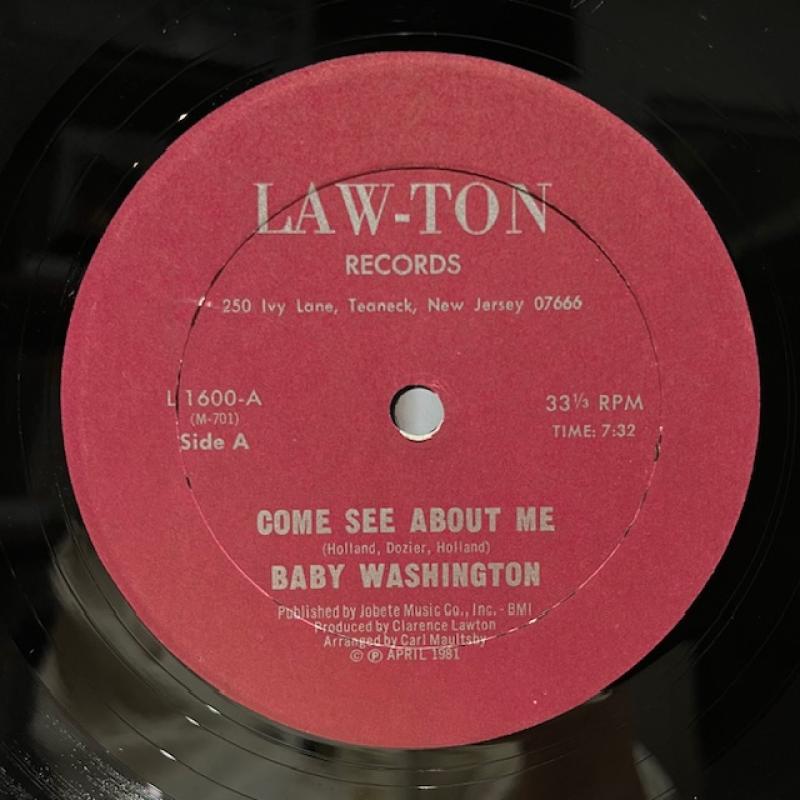 LAW-TON
RECORDS
250 Ivy Lane, Teaneck, New Jersey 07666
L 1600-A
(M-701)
Side A
33⅓ RPM
TIME: 7:32
COME SEE ABOUT ME
(Holland, Dozier, Holland)
BABY WASHINGTON
Published by Jobete Music Co., Inc. - BMI
Produced by Clarence Lawton
Arranged by Carl Maultsby
© ℗ APRIL 1981